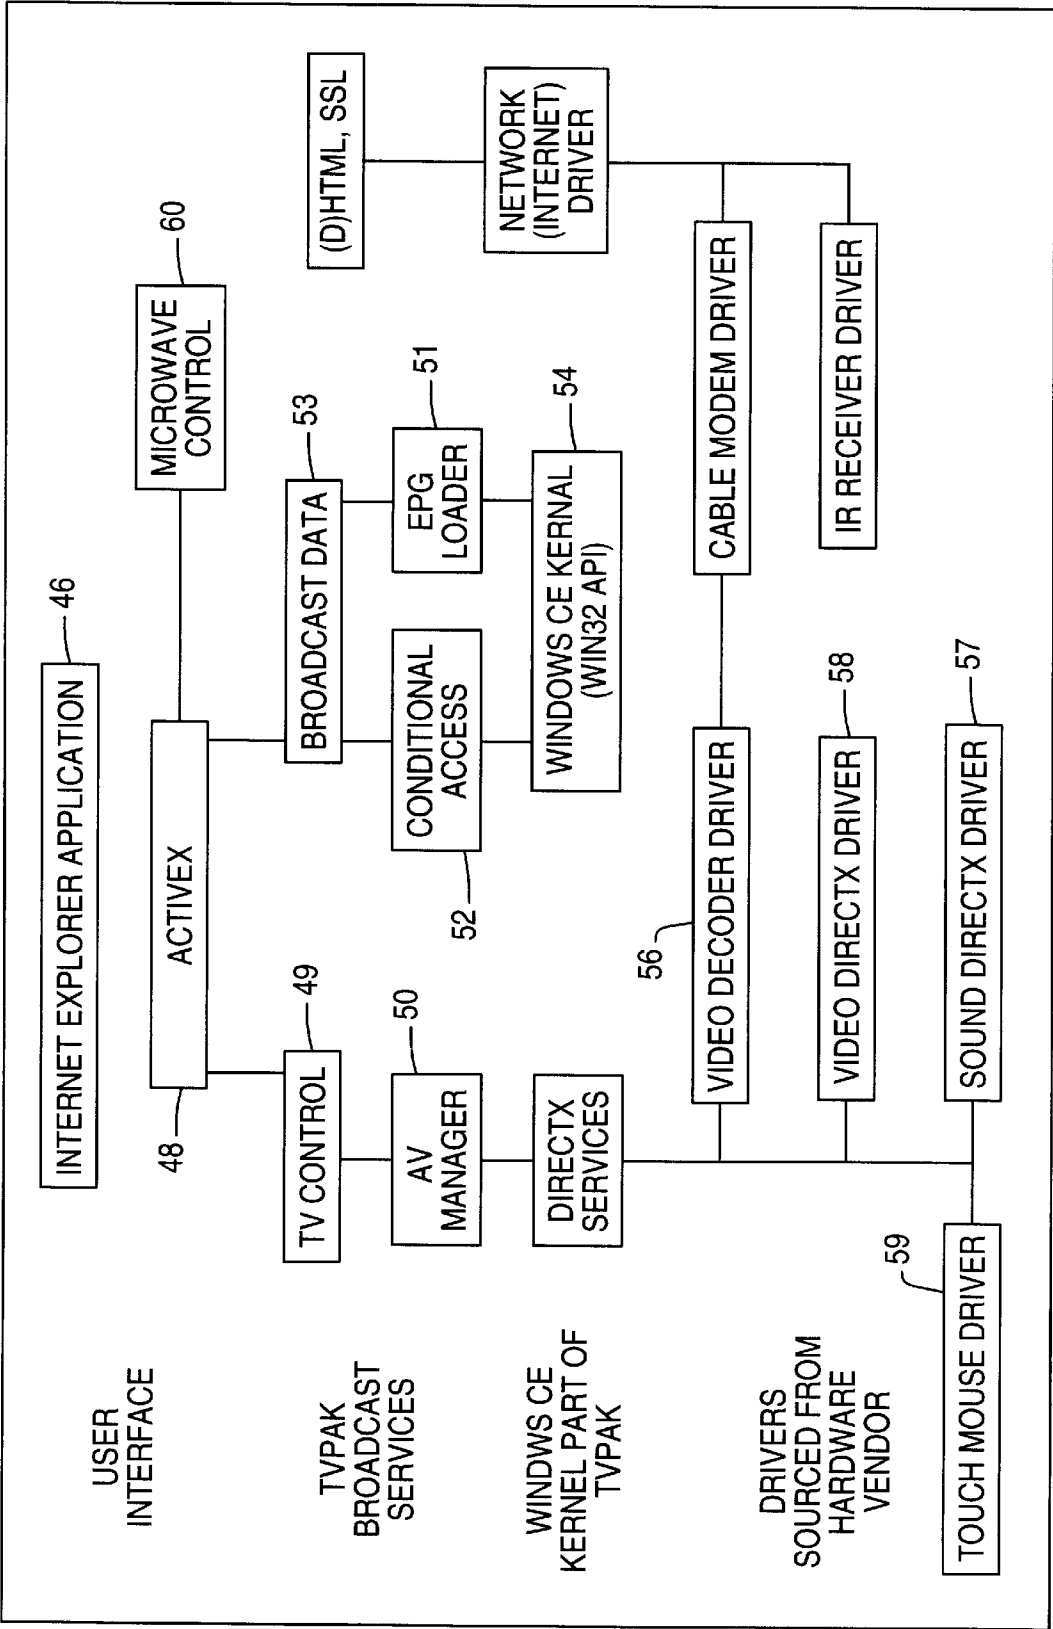 INTERNET EXPLORER APPLICATION
46
USER
INTERFACE
48
ACTIVEX
MICROWAVE
CONTROL
60
TVPAK
BROADCAST
SERVICES
TV CONTROL
49
BROADCAST DATA
53
(D)HTML, SSL
AV
MANAGER
50
52
CONDITIONAL
ACCESS
EPG
LOADER
51
WINDWS CE
KERNEL PART OF
TVPAK
DIRECTX
SERVICES
WINDOWS CE KERNAL
(WIN32 API)
54
NETWORK
(INTERNET)
DRIVER
DRIVERS
SOURCED FROM
HARDWARE
VENDOR
56
VIDEO DECODER DRIVER
CABLE MODEM DRIVER
VIDEO DIRECTX DRIVER
58
IR RECEIVER DRIVER
59
TOUCH MOUSE DRIVER
SOUND DIRECTX DRIVER
57